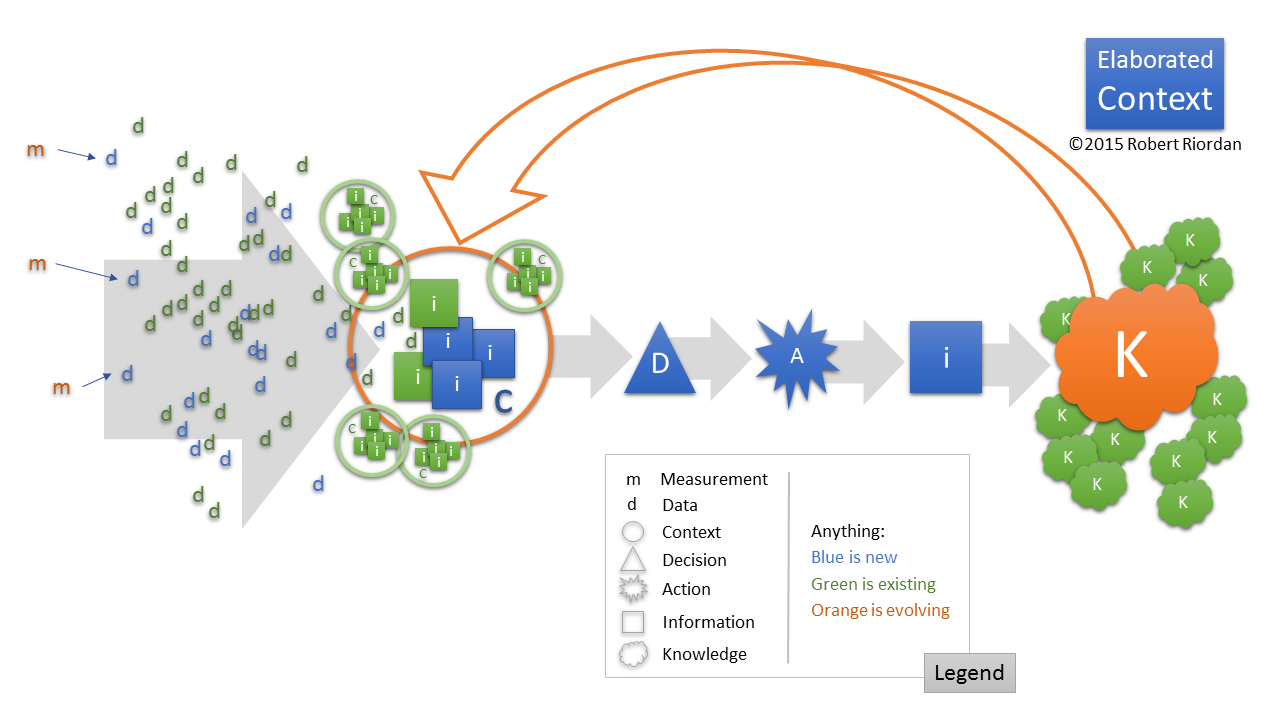 Elaborated
Context
©2015 Robert Riordan
d
m d d d d
d d
d d
d d d d
d d
d d
d d d
d
m d
d d d
d d d d
d d d d d
d d d d
d d d
d d
m d
d
d d
d d d
d d
d d d
d
d
d
d
d
d
d d
d
d
d
i C
i
i i
i
i
C i
i i
i
i C
i
i i
i
i
i
i
i
i
C
i
C i
i i
i
i
i
i i
i
C
D
A
i
K
K
K
K
K
K
K
K
K
K
K
K
K
K
m Measurement
d Data
Context
Decision
Action
Information
Knowledge
Anything:
Blue is new
Green is existing
Orange is evolving
Legend